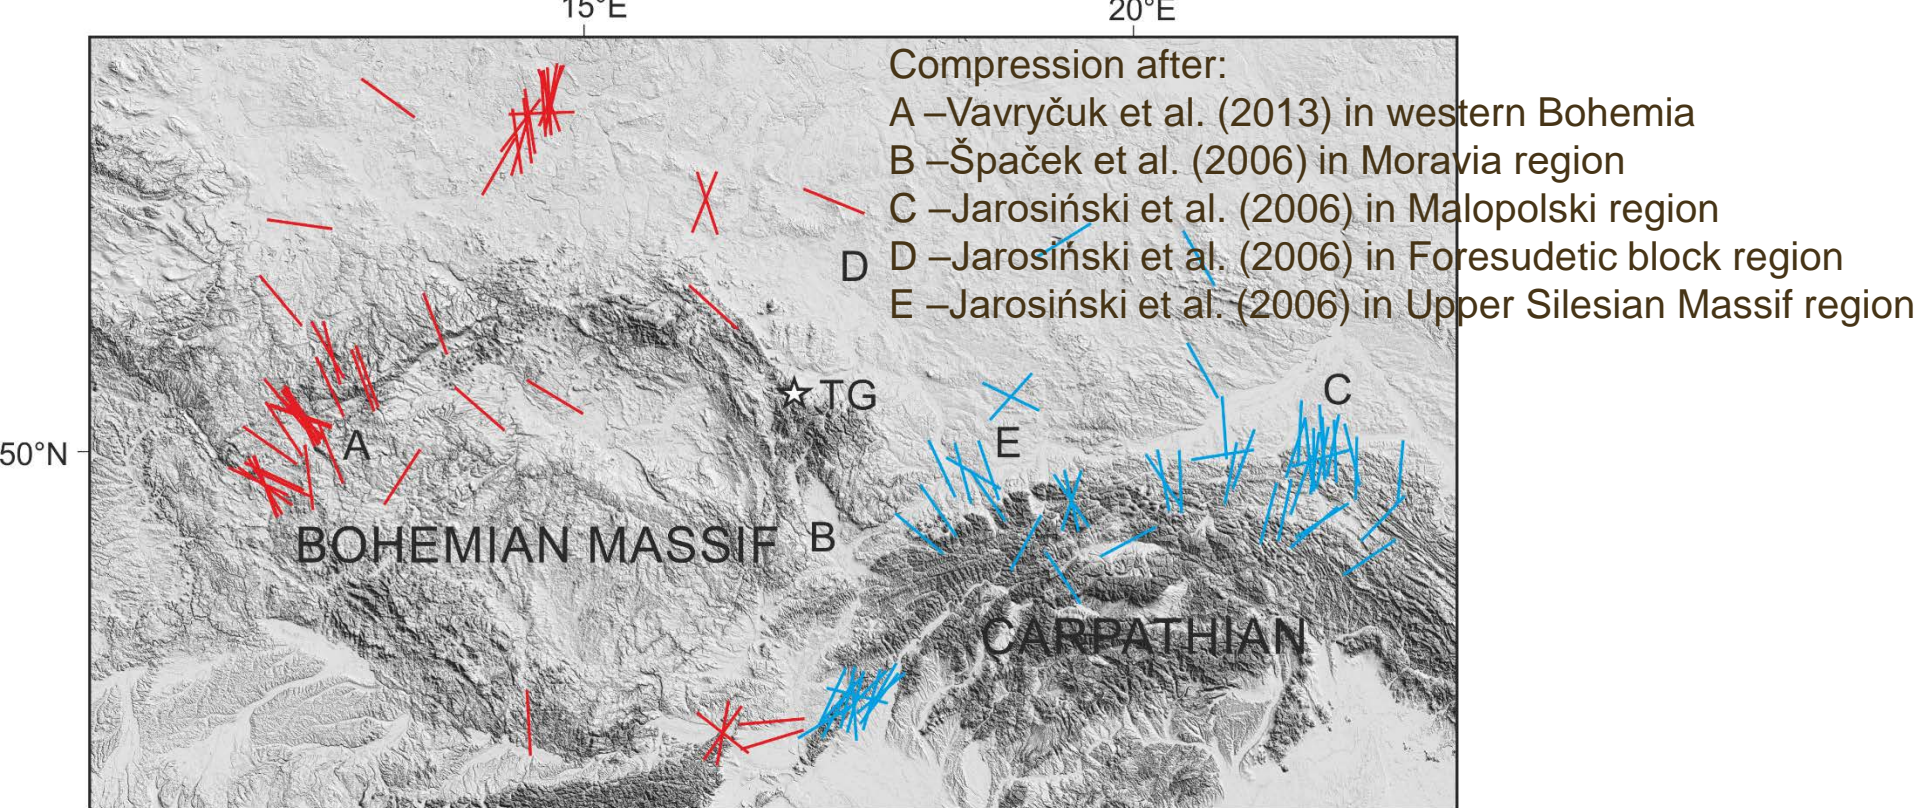 15°E
20°E
Compression after:
A –Vavryčuk et al. (2013) in western Bohemia
B –Špaček et al. (2006) in Moravia region
C –Jarosiński et al. (2006) in Malopolski region
D
D –Jarosiński et al. (2006) in Foresudetic block region
E –Jarosiński et al. (2006) in Upper Silesian Massif region
TG
C
A
E
50°N
BOHEMIAN MASSIF
B
CARPATHIAN